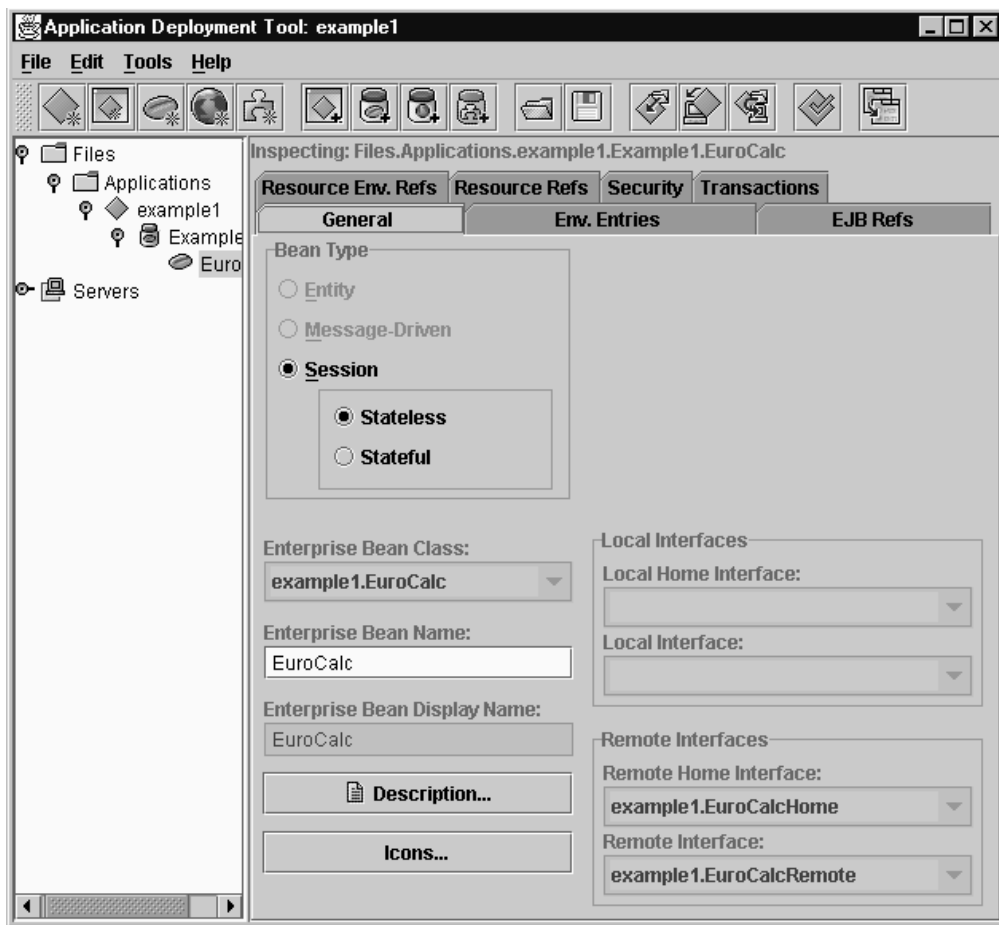 Application Deployment Tool: example1
File Edit Tools Help
Files
Applications
example1
Example
Euro
Servers
Inspecting: Files.Applications.example1.Example1.EuroCalc
Resource Env. Refs Resource Refs Security Transactions
General Env. Entries EJB Refs
Bean Type
Entity
Message-Driven
Session
Stateless
Stateful
Enterprise Bean Class:
example1.EuroCalc
Enterprise Bean Name:
EuroCalc
Enterprise Bean Display Name:
EuroCalc
Description...
Icons...
Local Interfaces
Local Home Interface:
Local Interface:
Remote Interfaces
Remote Home Interface:
example1.EuroCalcHome
Remote Interface:
example1.EuroCalcRemote